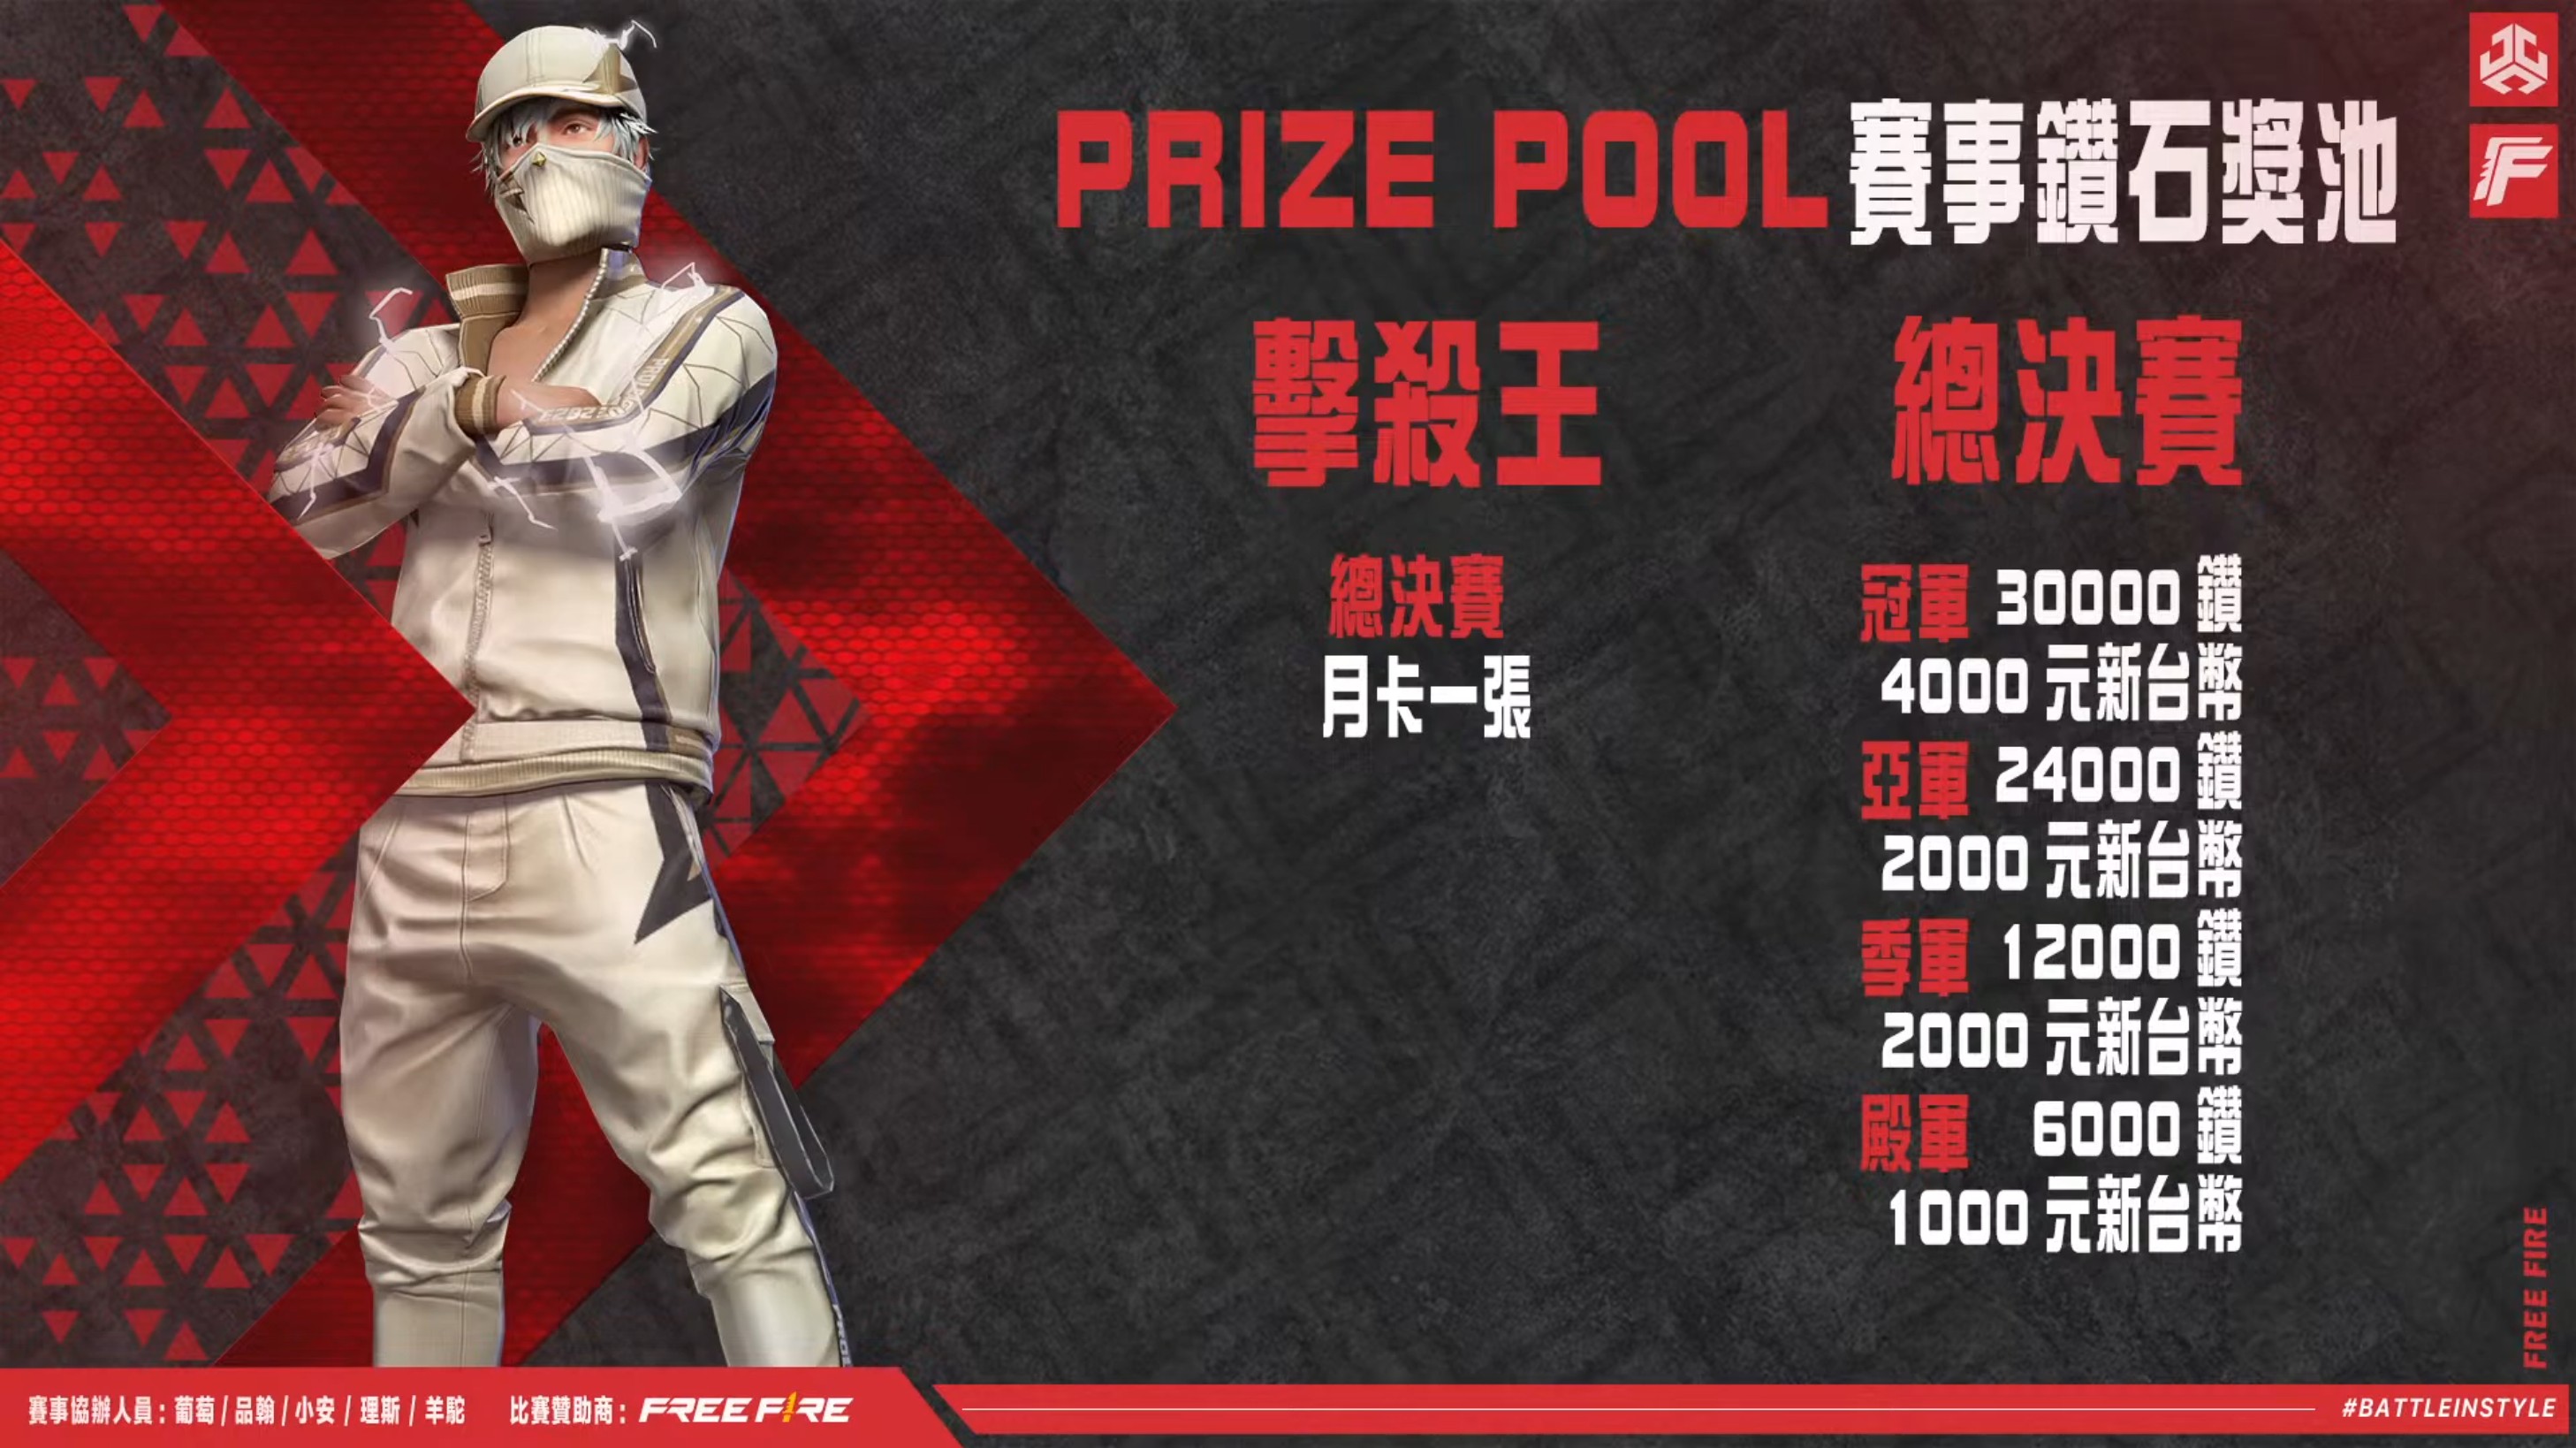 PRIZE POOL賽事鑽石獎池
擊殺王
總決賽
月卡一張
總決賽
冠軍 30000 鑽
4000 元新台幣
亞軍 24000 鑽
2000 元新台幣
季軍 12000 鑽
2000 元新台幣
殿軍 6000 鑽
1000 元新台幣
FREE FIRE
賽事協辦人員：葡萄/品翰/小安/理斯/羊駝 比賽贊助商：FREE FIRE
#BATTLEINSTYLE